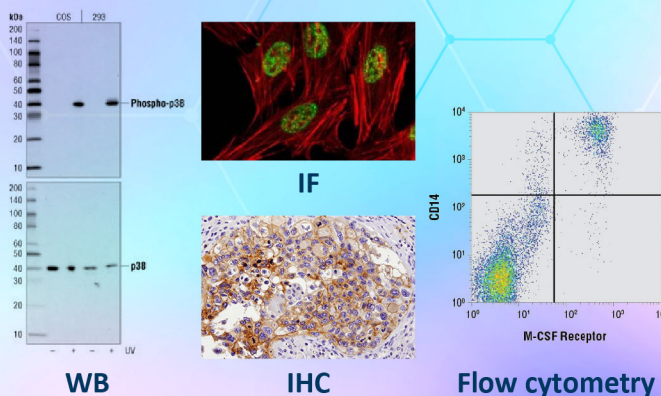 kDa COS 293
200
140
100
80
60
50
40 Phospho-p38
30
20
10
200
140
100
80
60
50
40 p38
30
20
10
− + − + UV
WB
IF
IHC
CD14
10⁴
10³
10²
10¹
10⁰
10⁰ 10¹ 10² 10³ 10⁴
M-CSF Receptor
Flow cytometry